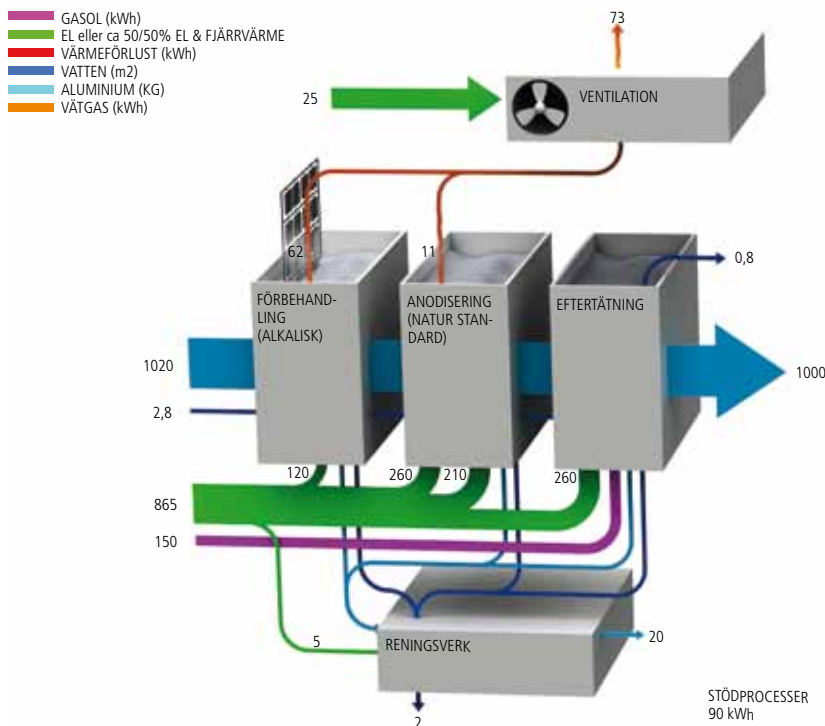 GASOL (kWh)
EL eller ca 50/50% EL & FJÄRRVÄRME
VÄRMEFÖRLUST (kWh)
VATTEN (m2)
ALUMINIUM (KG)
VÄTGAS (kWh)
73
25
VENTILATION
62
11
0,8
FÖRBEHAND-
LING
(ALKALISK)
ANODISERING
(NATUR STAN-
DARD)
EFTERTÄTNING
1020
1000
2,8
120
260
210
260
865
150
5
RENINGSVERK
20
2
STÖDPROCESSER
90 kWh